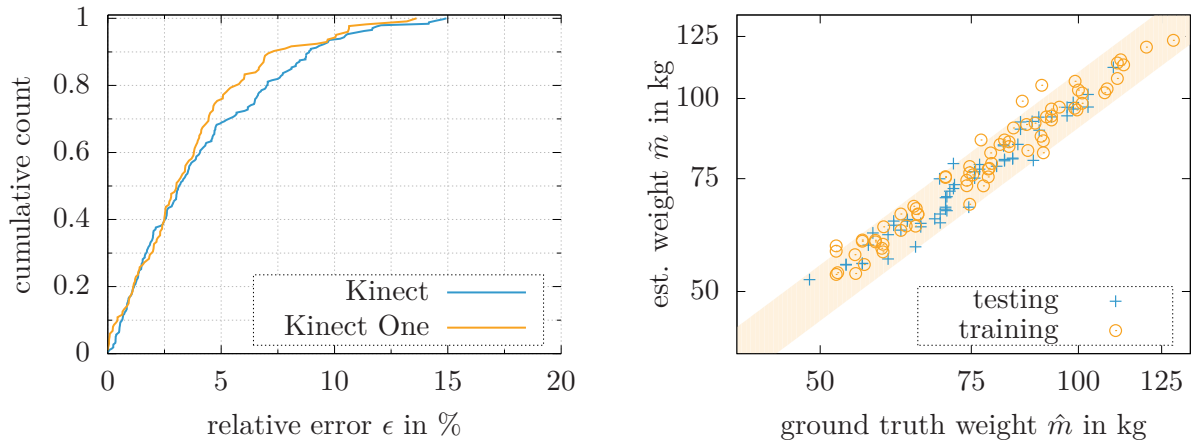 1
0.8
0.6
0.4
0.2
0
cumulative count
Kinect
Kinect One
0 5 10 15 20
relative error ϵ in %
125
100
75
50
est. weight m̃ in kg
testing
training
50 75 100 125
ground truth weight m̂ in kg